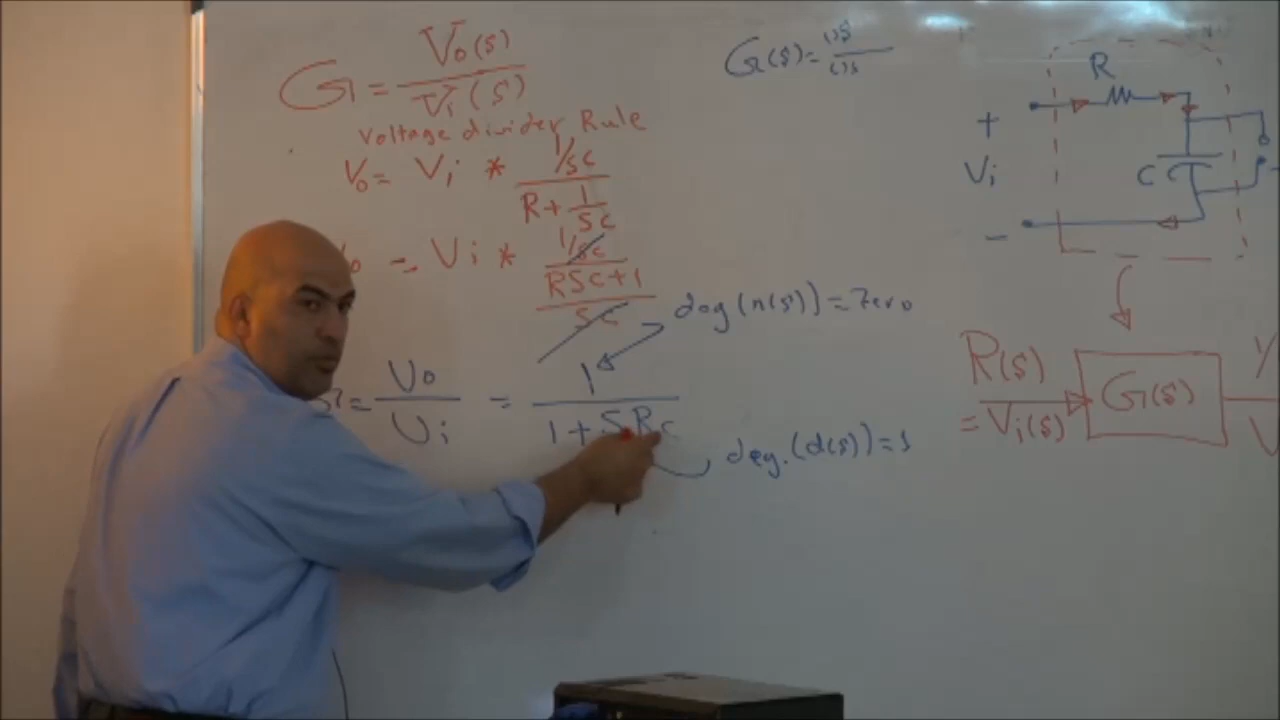 G = Vo(s) / Vi(s)
Voltage divider Rule
Vo = Vi * 1/SC / R + 1/SC
= Vi * 1/SC / RSC+1 / SC
deg(n(s)) = Zero
= Vo / Vi = 1 / 1 + SRC
deg.(d(s)) = 1
G(s) =
R
+
Vi
C
-
R(s)
= Vi(s)
G(s)